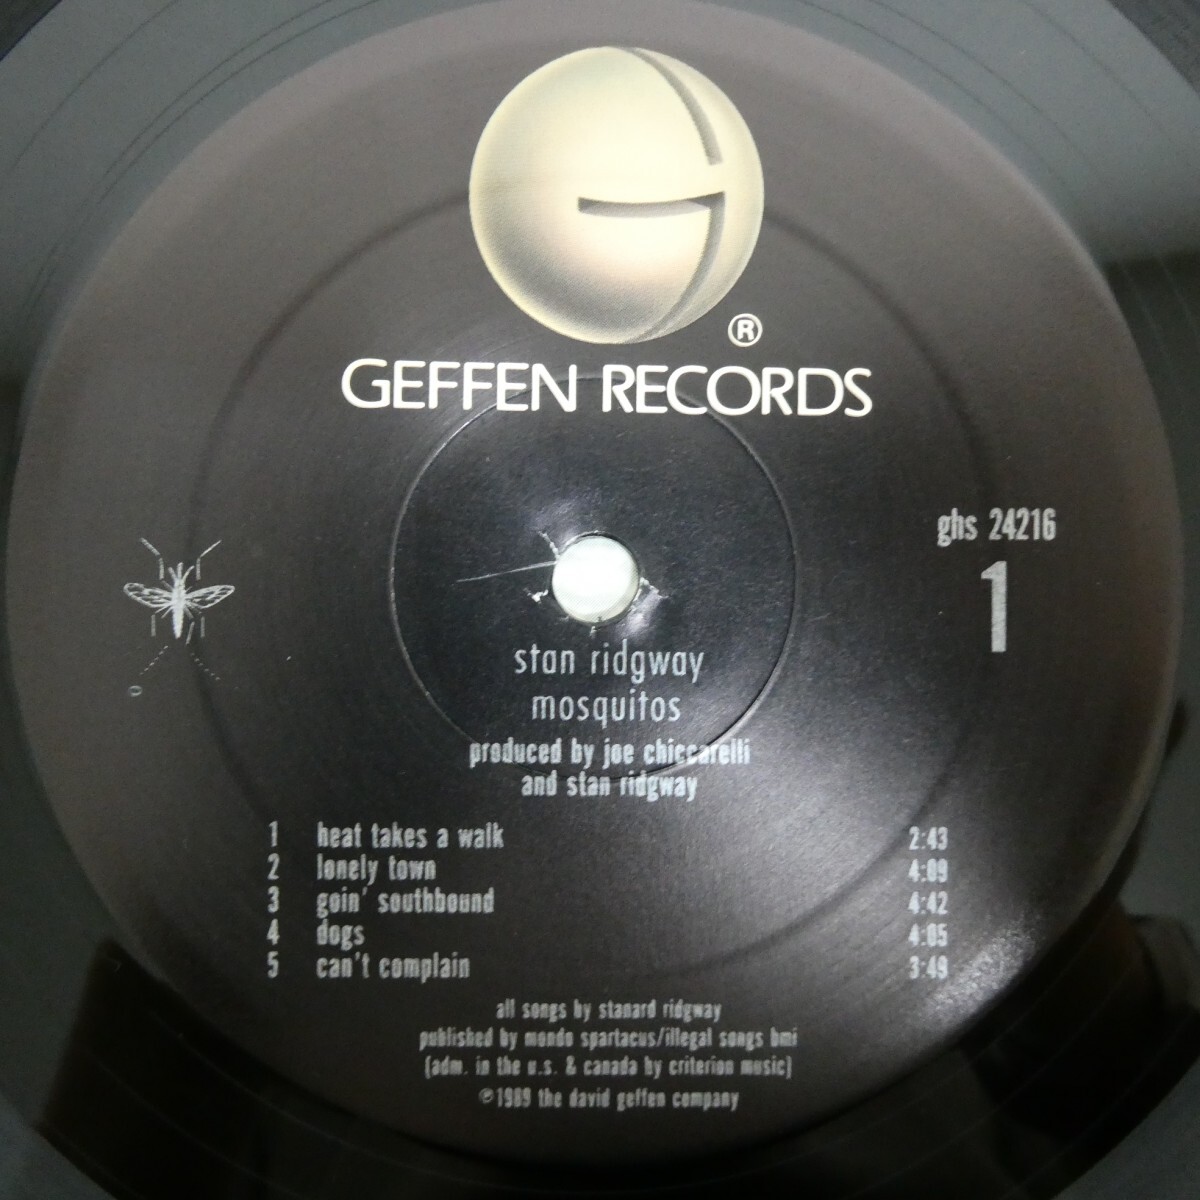 ®
GEFFEN RECORDS
ghs 24216
1
stan ridgway
mosquitos
produced by joe chiccarelli
and stan ridgway
1 heat takes a walk 2:43
2 lonely town 4:09
3 goin' southbound 4:42
4 dogs 4:05
5 can't complain 3:49
all songs by stanard ridgway
published by mondo spartacus/illegal songs bmi
(adm. in the u.s. & canada by criterion music)
℗1989 the david geffen company